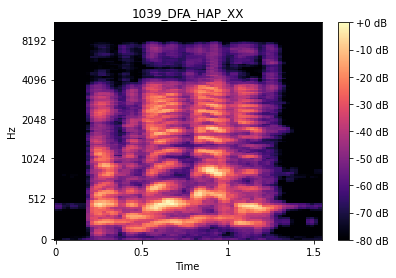 1039_DFA_HAP_XX
+0 dB
8192
-10 dB
4096
-20 dB
-30 dB
2048
Hz
-40 dB
1024
-50 dB
512
-60 dB
-70 dB
0
-80 dB
0
0.5
1
1.5
Time